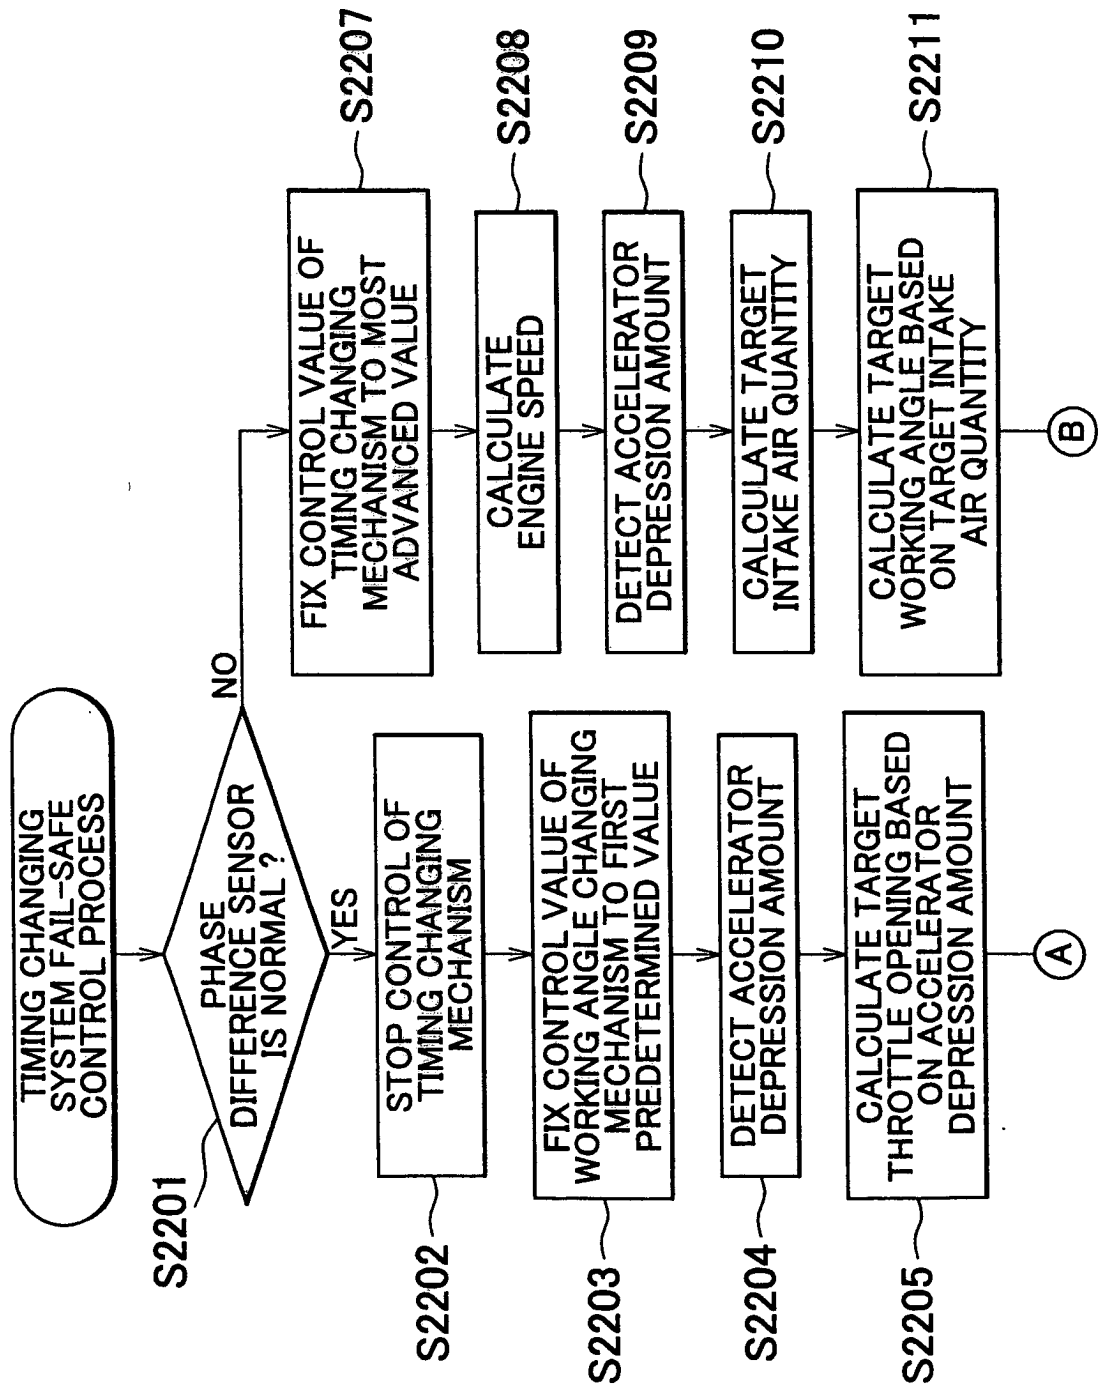 TIMING CHANGING
SYSTEM FAIL-SAFE
CONTROL PROCESS
S2201
PHASE
DIFFERENCE SENSOR
IS NORMAL?
NO
YES
S2202
STOP CONTROL OF
TIMING CHANGING
MECHANISM
S2203
FIX CONTROL VALUE OF
WORKING ANGLE CHANGING
MECHANISM TO FIRST
PREDETERMINED VALUE
S2204
DETECT ACCELERATOR
DEPRESSION AMOUNT
S2205
CALCULATE TARGET
THROTTLE OPENING BASED
ON ACCELERATOR
DEPRESSION AMOUNT
A
FIX CONTROL VALUE OF
TIMING CHANGING
MECHANISM TO MOST
ADVANCED VALUE
S2207
CALCULATE
ENGINE SPEED
S2208
DETECT ACCELERATOR
DEPRESSION AMOUNT
S2209
CALCULATE TARGET
INTAKE AIR QUANTITY
S2210
CALCULATE TARGET
WORKING ANGLE BASED
ON TARGET INTAKE
AIR QUANTITY
S2211
B